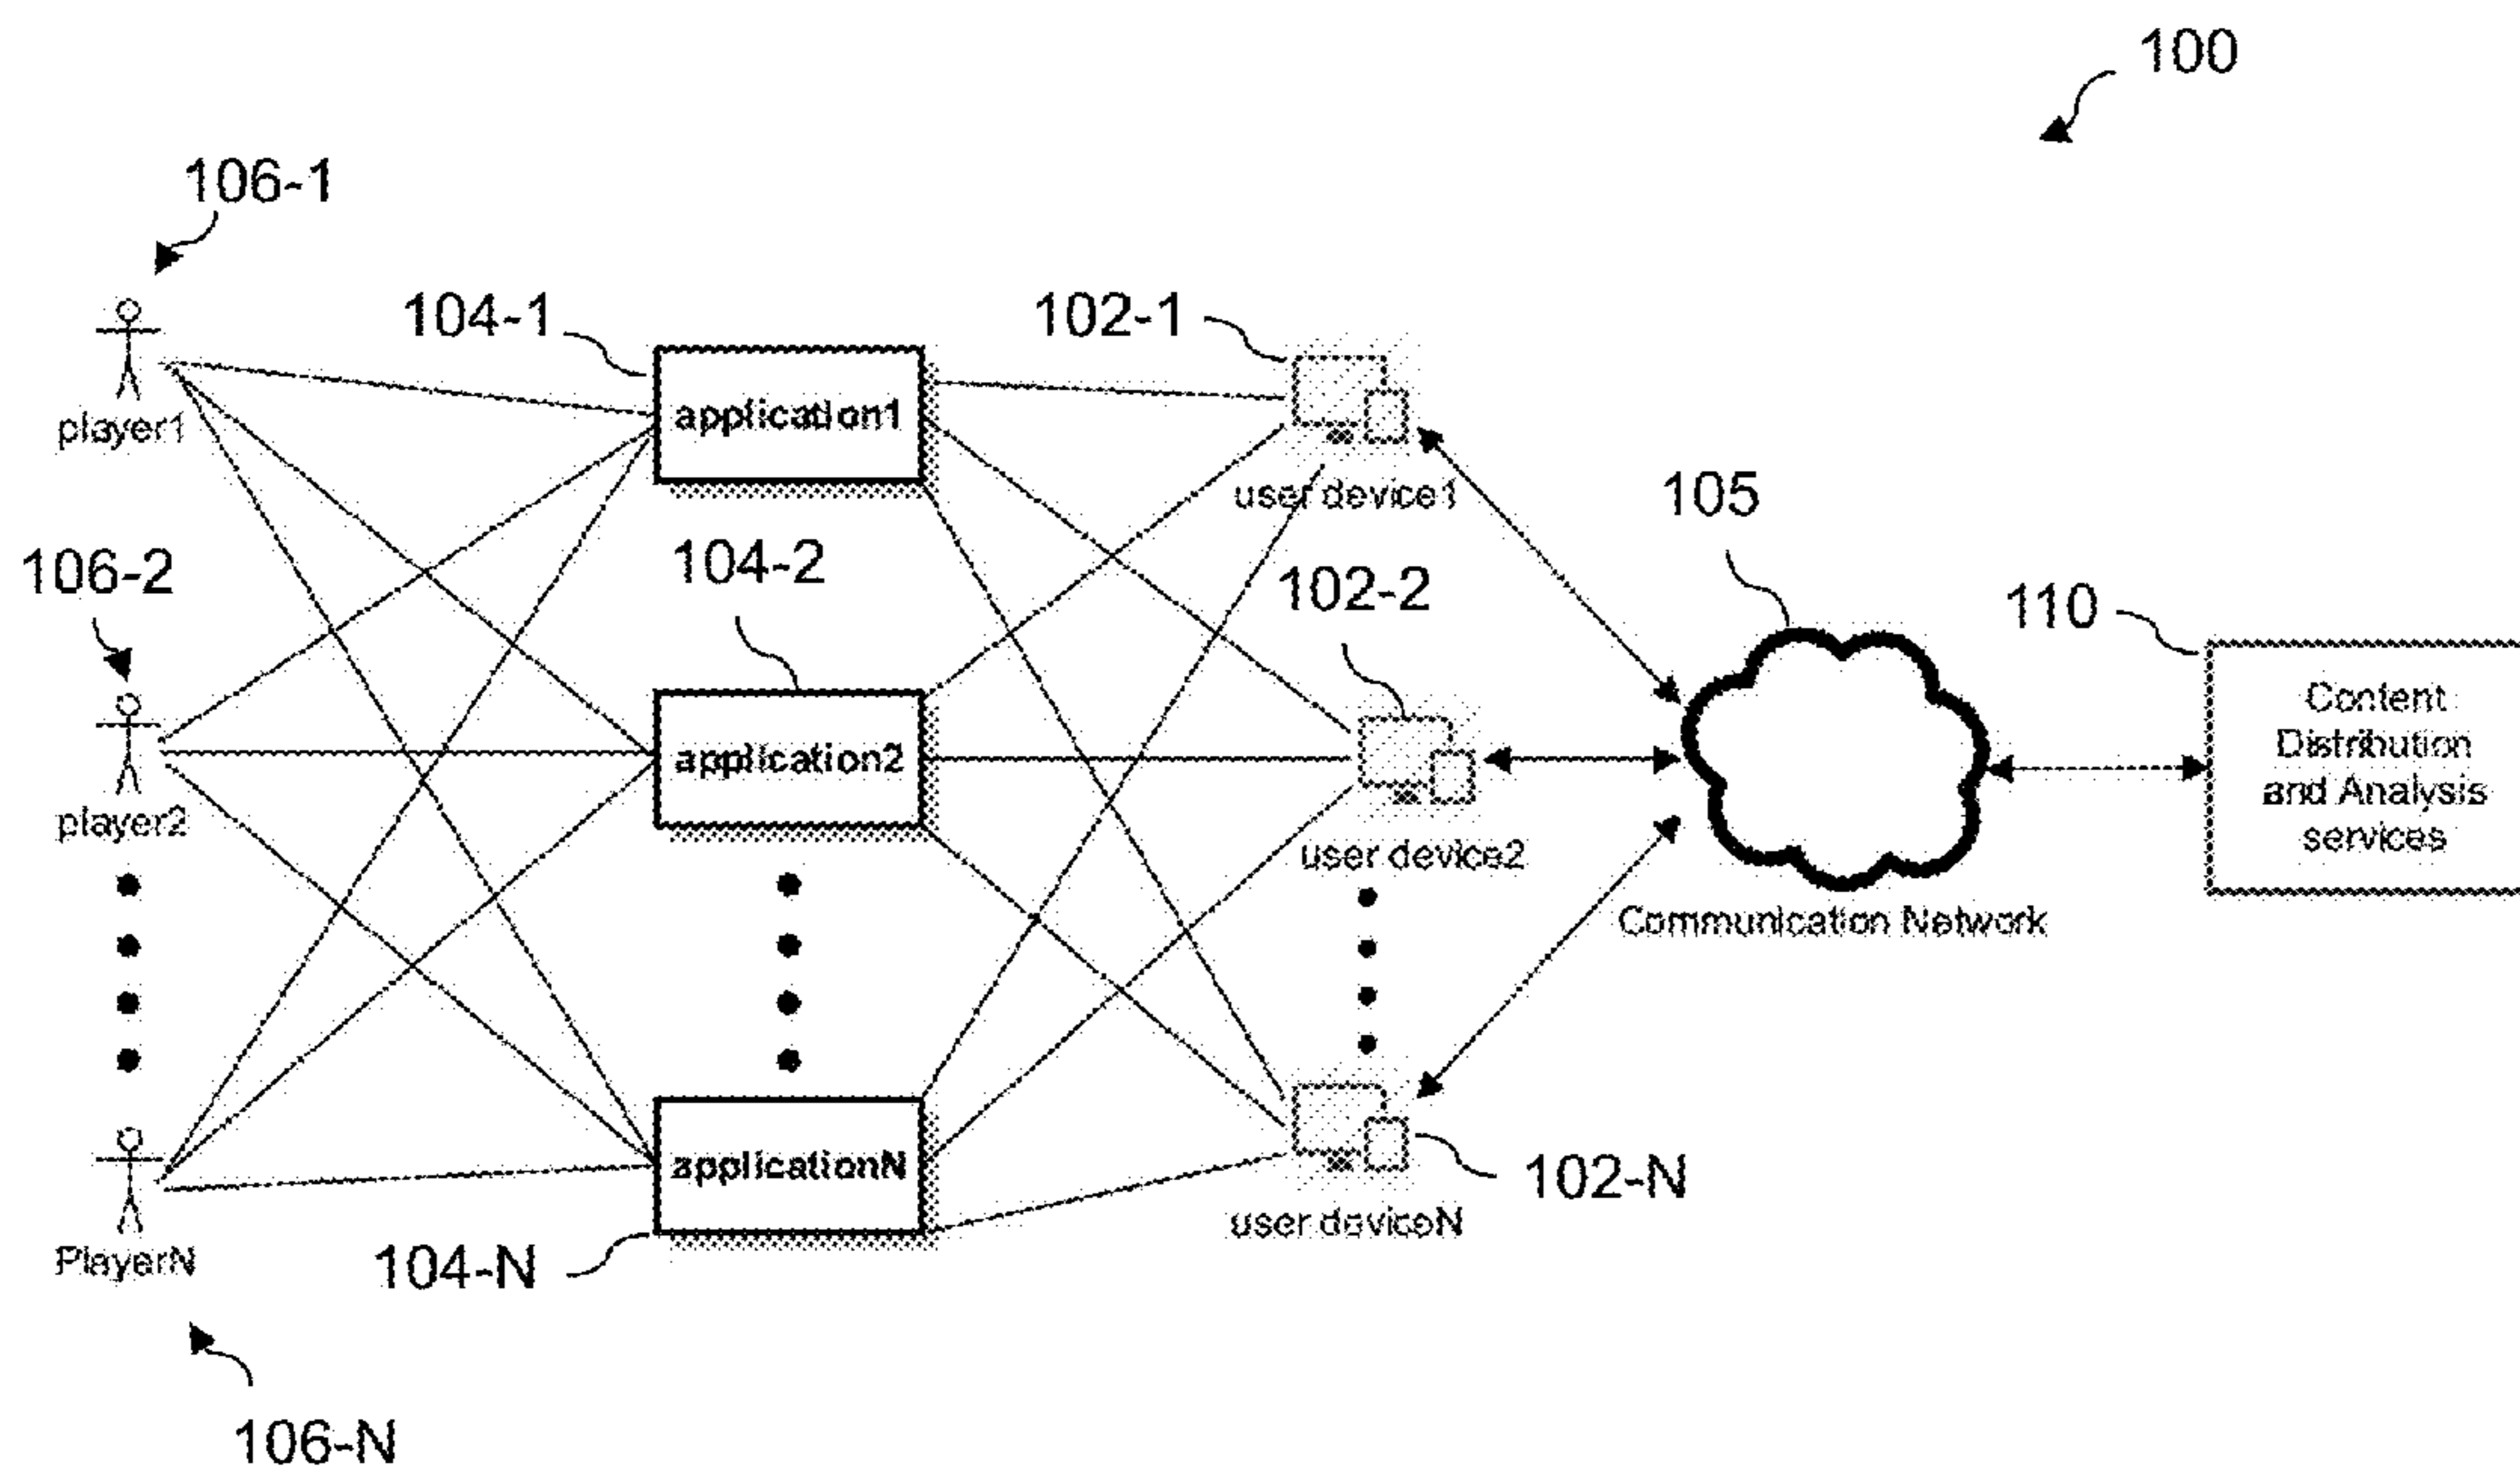 100
106-1
104-1
102-1
player1
application1
user device1
105
106-2
104-2
102-2
110
player2
application2
user device2
Content
Distribution
and Analysis
services
Communication Network
PlayerN
applicationN
user deviceN
102-N
104-N
106-N